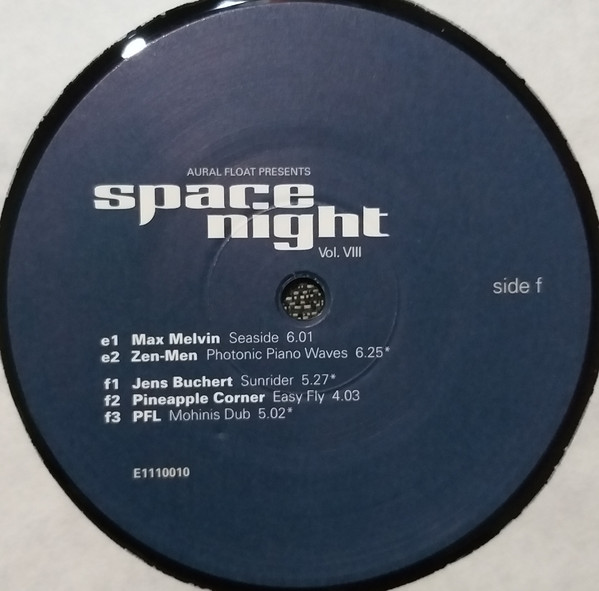 AURAL FLOAT PRESENTS
space
night
Vol. VIII
side f
e1 Max Melvin Seaside 6.01
e2 Zen-Men Photonic Piano Waves 6.25*
f1 Jens Buchert Sunrider 5.27*
f2 Pineapple Corner Easy Fly 4.03
f3 PFL Mohinis Dub 5.02*
E1110010